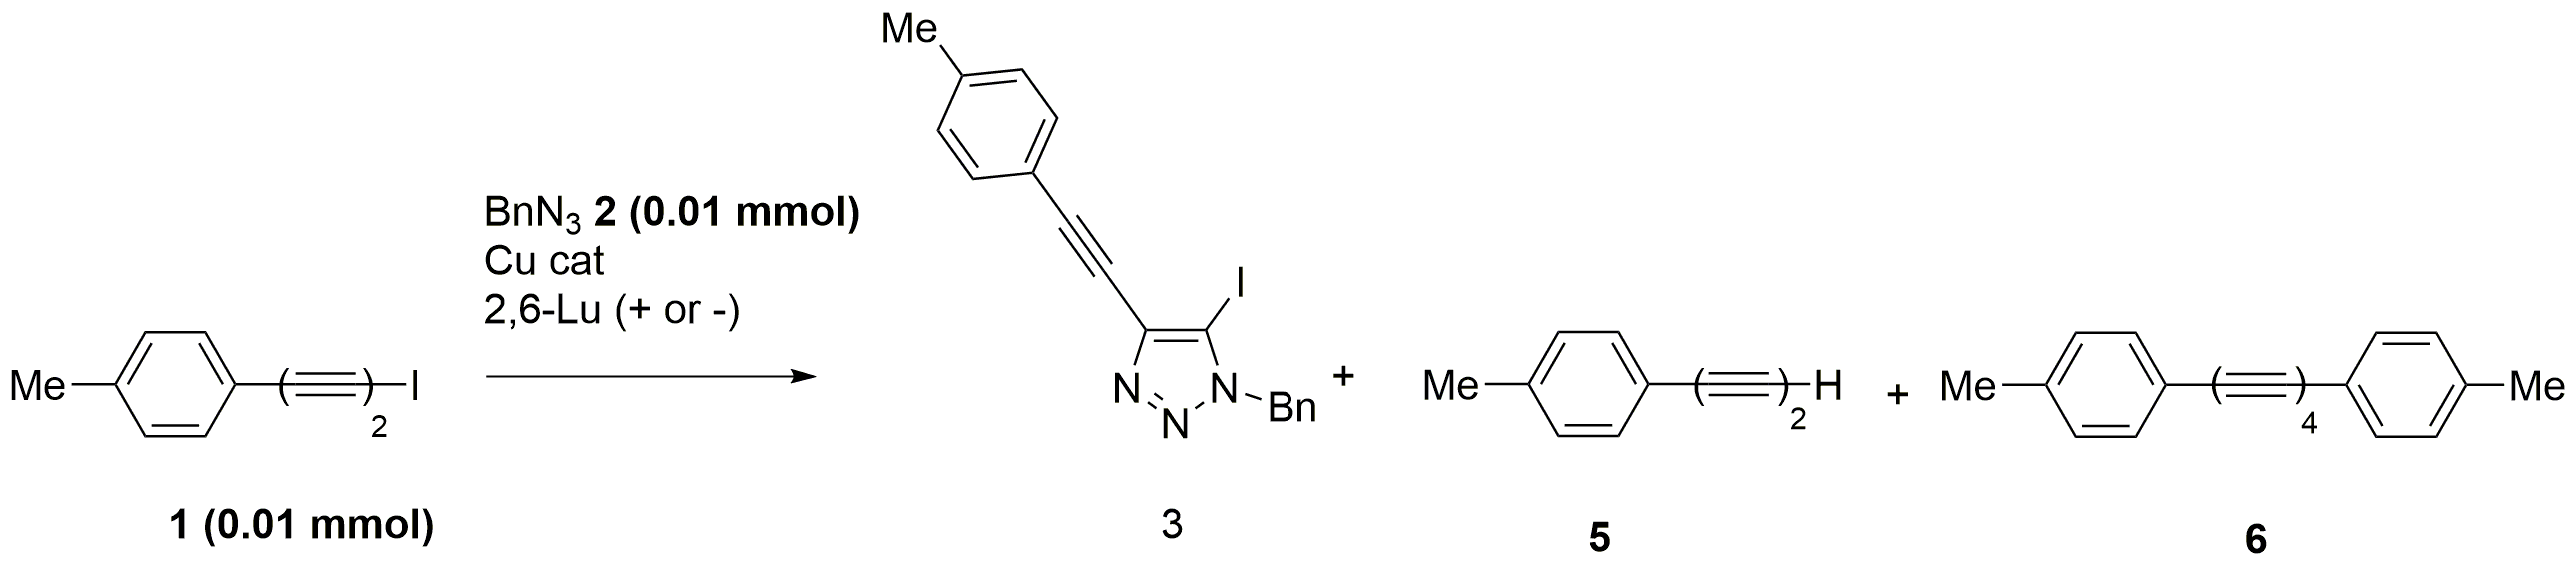 Me
BnN3 2 (0.01 mmol)
Cu cat
2,6-Lu (+ or -)
Me
( )2 I
I
N
N
N
Bn
+
Me
( )2 H
+
Me
( )4
Me
1 (0.01 mmol)
3
5
6